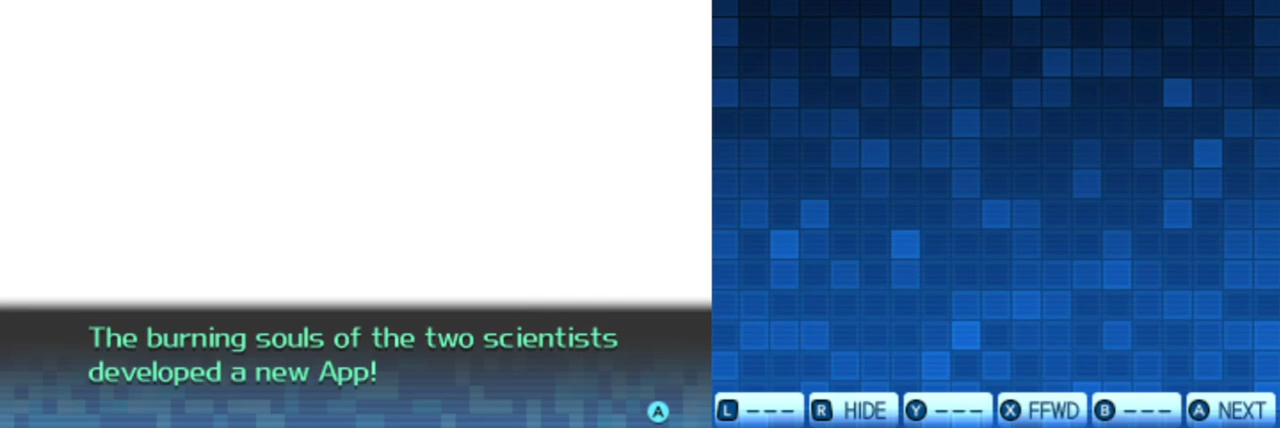 The burning souls of the two scientists
developed a new App!
A
L --- R HIDE Y --- X FFWD B --- A NEXT